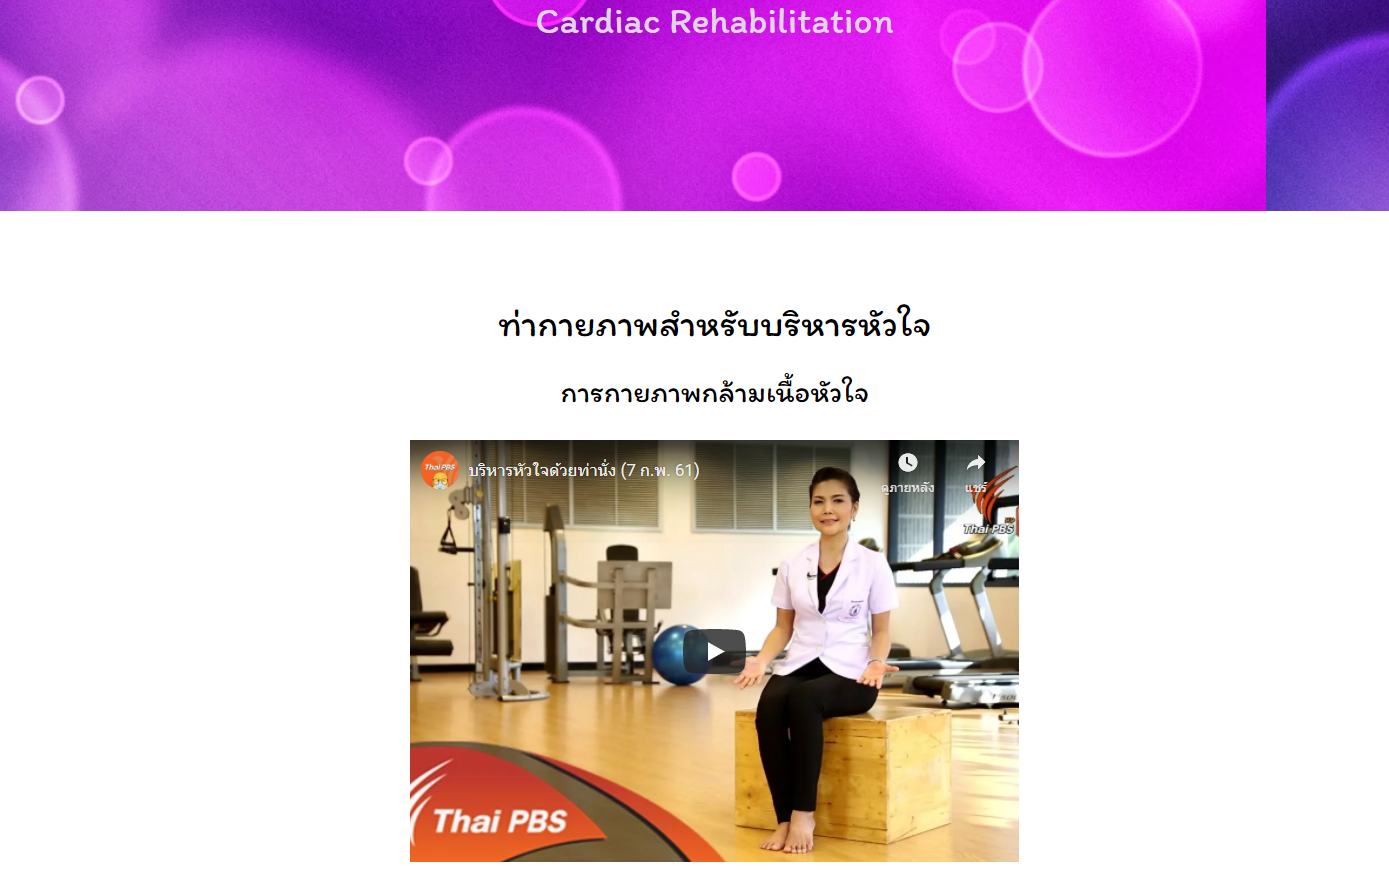 Cardiac Rehabilitation
ท่ากายภาพสำหรับบริหารหัวใจ
การกายภาพกล้ามเนื้อหัวใจ
Thai PBS
บริหารหัวใจด้วยท่านั่ง (7 ก.พ. 61)
ดูภายหลัง
แชร์
Thai PBS
Thai PBS